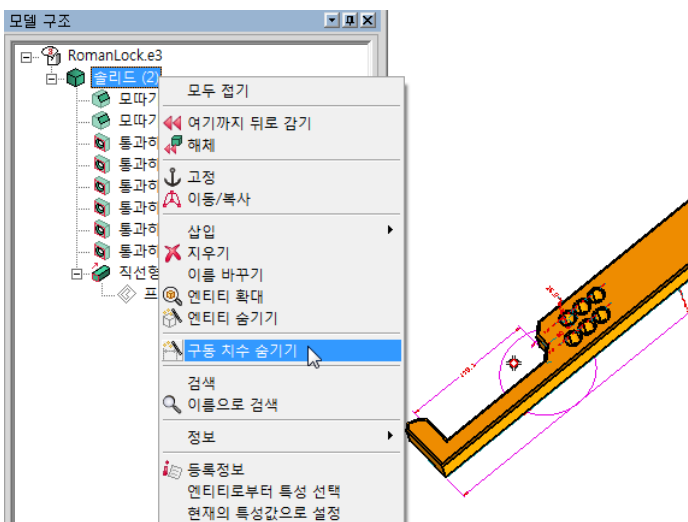 모델 구조
RomanLock.e3
솔리드 (2)
모따기
모따기
통과하
통과하
통과하
통과하
통과하
통과하
직선형
프
모두 접기
여기까지 뒤로 감기
해체
고정
이동/복사
삽입
지우기
이름 바꾸기
엔티티 확대
엔티티 숨기기
구동 치수 숨기기
검색
이름으로 검색
정보
등록정보
엔티티로부터 특성 선택
현재의 특성값으로 설정